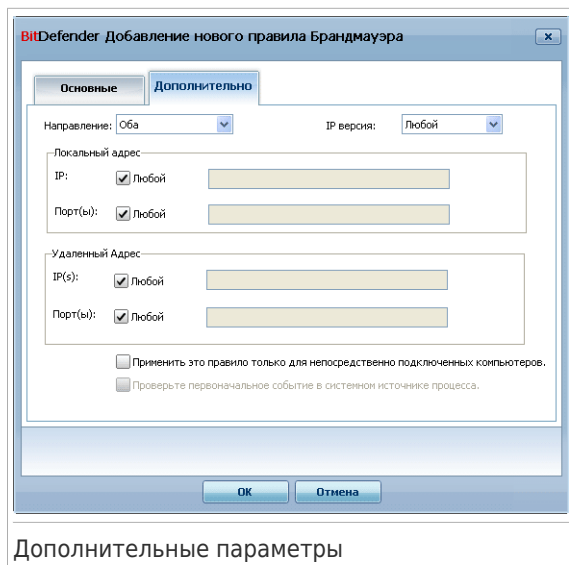 BitDefender Добавление нового правила Брандмауэра
Основные Дополнительно
Направление: Оба IP версия: Любой
Локальный адрес
IP: Любой
Порт(ы): Любой
Удаленный Адрес
IP(s): Любой
Порт(ы): Любой
Применить это правило только для непосредственно подключенных компьютеров.
Проверьте первоначальное событие в системном источнике процесса.
OK Отмена
Дополнительные параметры